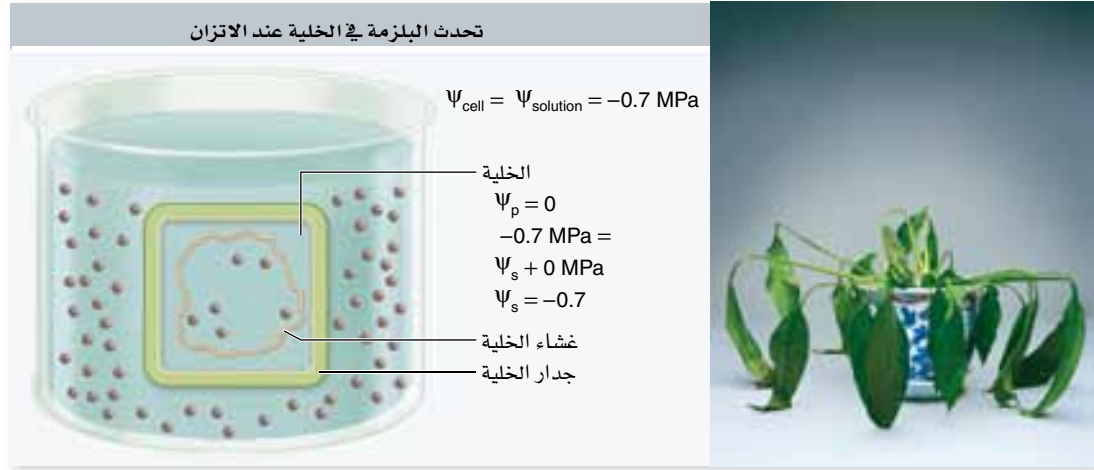 تحدث البلزمة في الخلية عند الاتزان
Ψcell = Ψsolution = −0.7 MPa
الخلية
Ψp = 0
−0.7 MPa =
Ψs + 0 MPa
Ψs = −0.7
غشاء الخلية
جدار الخلية